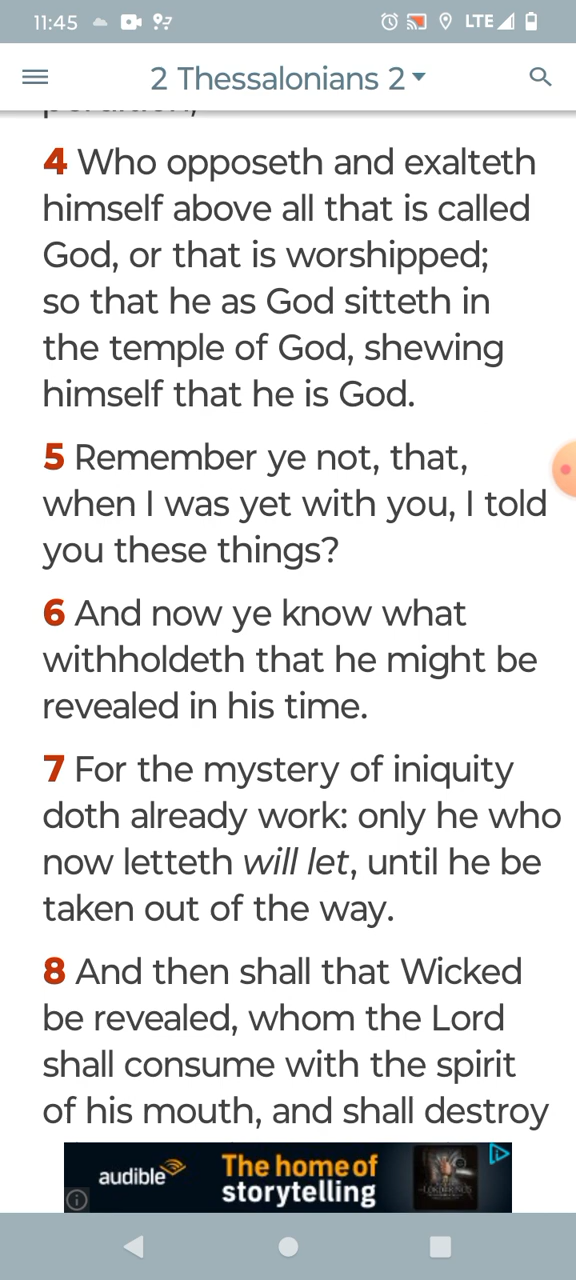 11:45
LTE
2 Thessalonians 2
perdition;
4 Who opposeth and exalteth
himself above all that is called
God, or that is worshipped;
so that he as God sitteth in
the temple of God, shewing
himself that he is God.
5 Remember ye not, that,
when I was yet with you, I told
you these things?
6 And now ye know what
withholdeth that he might be
revealed in his time.
7 For the mystery of iniquity
doth already work: only he who
now letteth will let, until he be
taken out of the way.
8 And then shall that Wicked
be revealed, whom the Lord
shall consume with the spirit
of his mouth, and shall destroy
audible
The home of
storytelling